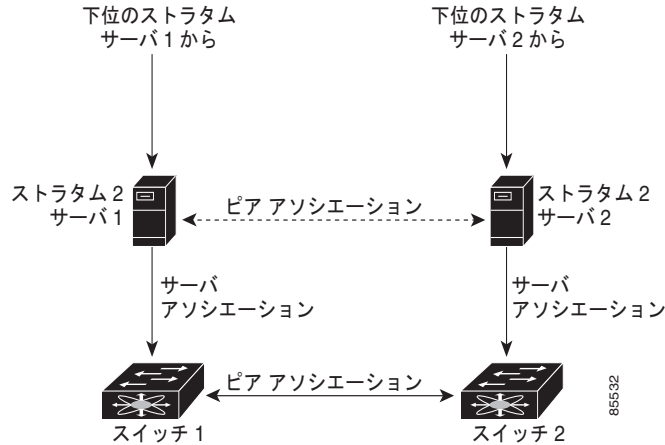 下位のストラタム
サーバ 1 から
下位のストラタム
サーバ 2 から
ストラタム 2
サーバ 1
ピア アソシエーション
ストラタム 2
サーバ 2
サーバ
アソシエーション
サーバ
アソシエーション
ピア アソシエーション
スイッチ 1
スイッチ 2
85532